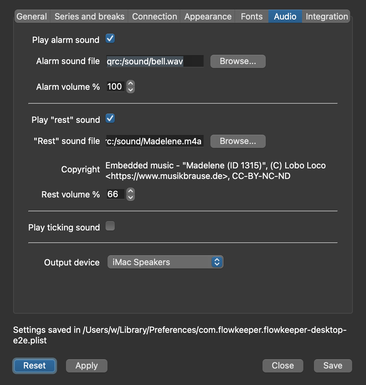 General Series and breaks Connection Appearance Fonts Audio Integration
Play alarm sound
Alarm sound file qrc:/sound/bell.wav Browse...
Alarm volume % 100
Play "rest" sound
"Rest" sound file rc:/sound/Madelene.m4a Browse...
Copyright Embedded music - "Madelene (ID 1315)", (C) Lobo Loco
<https://www.musikbrause.de>, CC-BY-NC-ND
Rest volume % 66
Play ticking sound
Output device iMac Speakers
Settings saved in /Users/w/Library/Preferences/com.flowkeeper.flowkeeper-desktop-
e2e.plist
Reset Apply Close Save